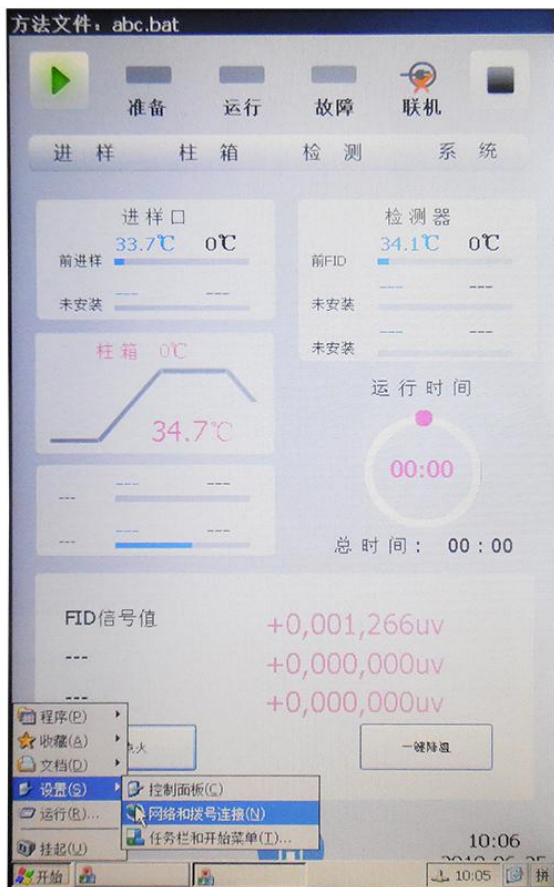 方法文件：abc.bat
准备 运行 故障 联机
进样 柱箱 检测 系统
进样口
33.7℃ 0℃
前进样
--- ---
未安装
检测器
34.1℃ 0℃
前FID
--- ---
未安装
--- ---
未安装
柱箱 0℃
34.7℃
运行时间
00:00
--- ---
---
--- ---
---
总时间： 00:00
FID信号值 +0,001,266uv
--- +0,000,000uv
--- +0,000,000uv
点火
一键降温
程序(P)
收藏(A)
文档(D)
设置(S)
运行(R)...
挂起(U)
控制面板(C)
网络和拨号连接(N)
任务栏和开始菜单(T)...
10:06
开始
10:05
拼